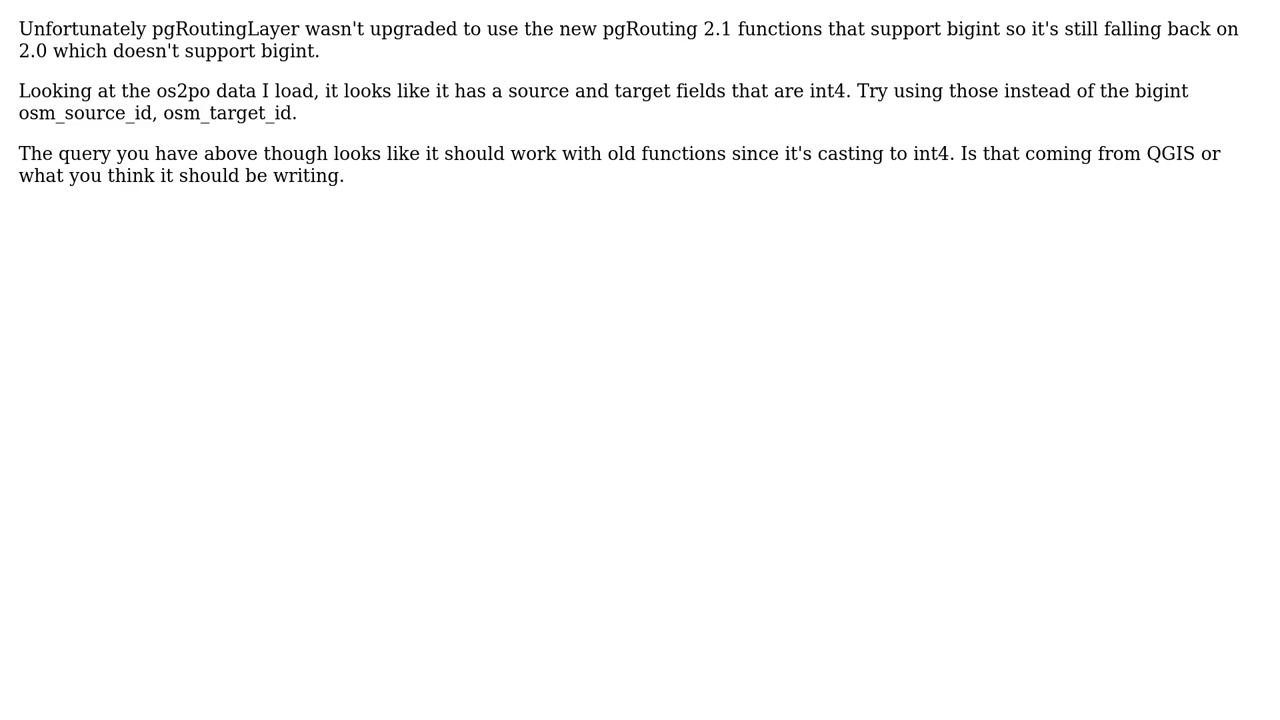 Unfortunately pgRoutingLayer wasn't upgraded to use the new pgRouting 2.1 functions that support bigint so it's still falling back on
2.0 which doesn't support bigint.
Looking at the os2po data I load, it looks like it has a source and target fields that are int4. Try using those instead of the bigint
osm_source_id, osm_target_id.
The query you have above though looks like it should work with old functions since it's casting to int4. Is that coming from QGIS or
what you think it should be writing.